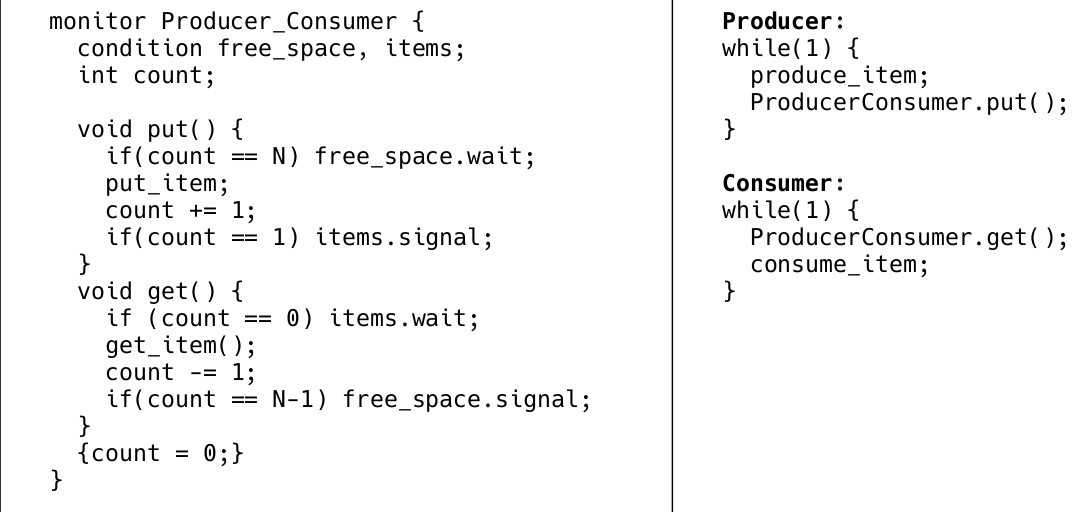 monitor Producer_Consumer {
  condition free_space, items;
  int count;

  void put() {
    if(count == N) free_space.wait;
    put_item;
    count += 1;
    if(count == 1) items.signal;
  }
  void get() {
    if (count == 0) items.wait;
    get_item();
    count -= 1;
    if(count == N-1) free_space.signal;
  }
  {count = 0;}
}

Producer:
while(1) {
  produce_item;
  ProducerConsumer.put();
}

Consumer:
while(1) {
  ProducerConsumer.get();
  consume_item;
}